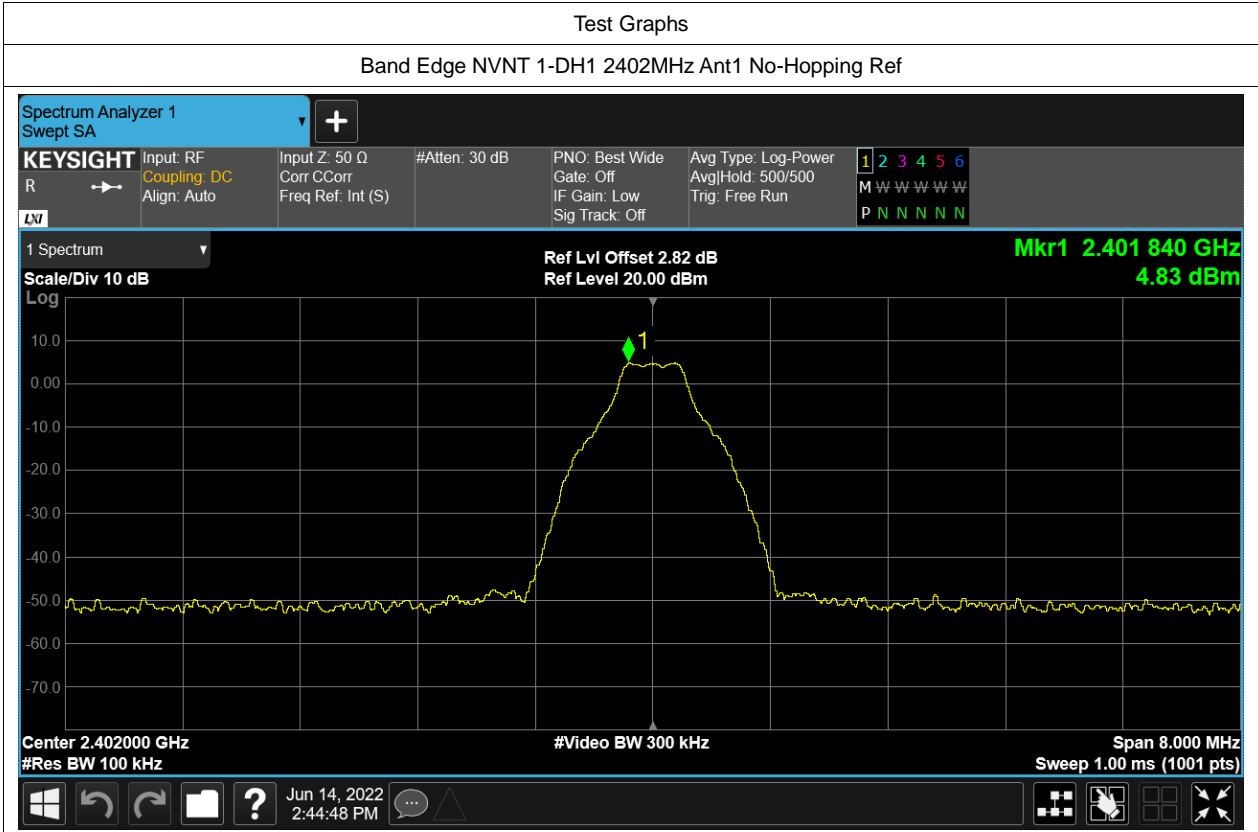 Test Graphs
Band Edge NVNT 1-DH1 2402MHz Ant1 No-Hopping Ref
Spectrum Analyzer 1
Swept SA
KEYSIGHT
R
LXI
Input: RF
Coupling: DC
Align: Auto
Input Z: 50 Ω
Corr CCorr
Freq Ref: Int (S)
#Atten: 30 dB
PNO: Best Wide
Gate: Off
IF Gain: Low
Sig Track: Off
Avg Type: Log-Power
Avg|Hold: 500/500
Trig: Free Run
1 2 3 4 5 6
M W W W W W
P N N N N N
1 Spectrum
Scale/Div 10 dB
Log
Ref Lvl Offset 2.82 dB
Ref Level 20.00 dBm
Mkr1 2.401 840 GHz
4.83 dBm
1
10.0
0.00
-10.0
-20.0
-30.0
-40.0
-50.0
-60.0
-70.0
Center 2.402000 GHz
#Res BW 100 kHz
#Video BW 300 kHz
Span 8.000 MHz
Sweep 1.00 ms (1001 pts)
?
Jun 14, 2022
2:44:48 PM